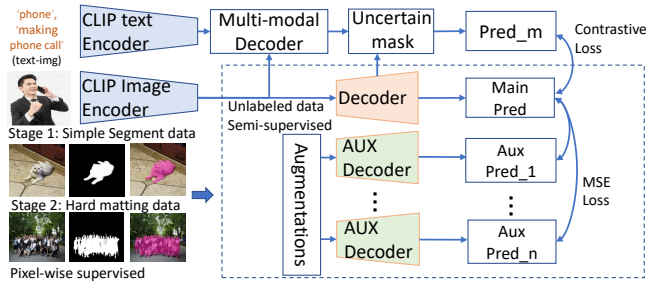 'phone',
'making
phone call'
(text-img)
CLIP text
Encoder
Multi-modal
Decoder
Uncertain
mask
Pred_m
Contrastive
Loss
CLIP Image
Encoder
Unlabeled data
Semi-supervised
Decoder
Main
Pred
Stage 1: Simple Segment data
Augmentations
AUX
Decoder
Aux
Pred_1
MSE
Loss
Stage 2: Hard matting data
AUX
Decoder
Aux
Pred_n
Pixel-wise supervised